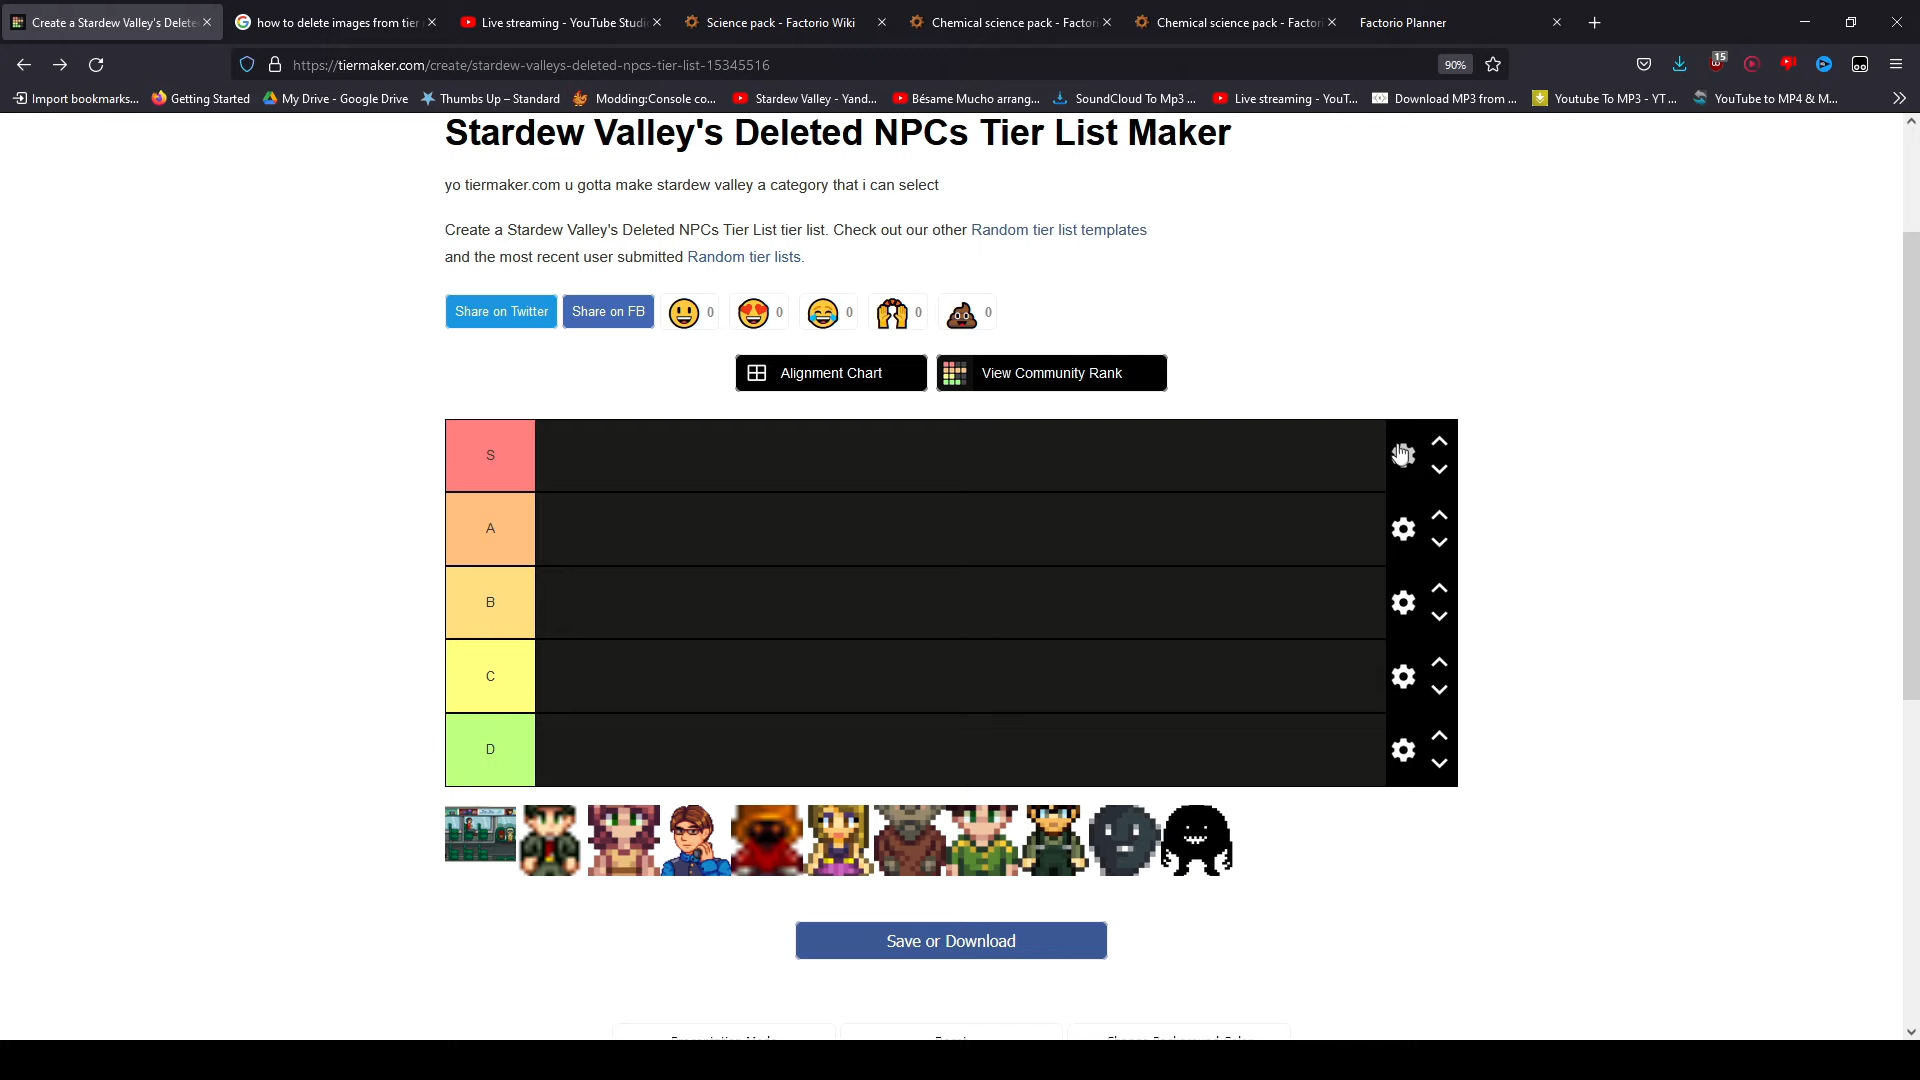 Create a Stardew Valley's Delete
how to delete images from tier
Live streaming - YouTube Studi
Science pack - Factorio Wiki
Chemical science pack - Factori
Chemical science pack - Factori
Factorio Planner
https://tiermaker.com/create/stardew-valleys-deleted-npcs-tier-list-15345516
90%
15
Import bookmarks...
Getting Started
My Drive - Google Drive
Thumbs Up – Standard
Modding:Console co...
Stardew Valley - Yand...
Bésame Mucho arrang...
SoundCloud To Mp3 ...
Live streaming - YouT...
Download MP3 from ...
Youtube To MP3 - YT ...
YouTube to MP4 & M...
Stardew Valley's Deleted NPCs Tier List Maker
yo tiermaker.com u gotta make stardew valley a category that i can select
Create a Stardew Valley's Deleted NPCs Tier List tier list. Check out our other Random tier list templates
and the most recent user submitted Random tier lists.
Share on Twitter
Share on FB
0
0
0
0
0
Alignment Chart
View Community Rank
S
A
B
C
D
Save or Download